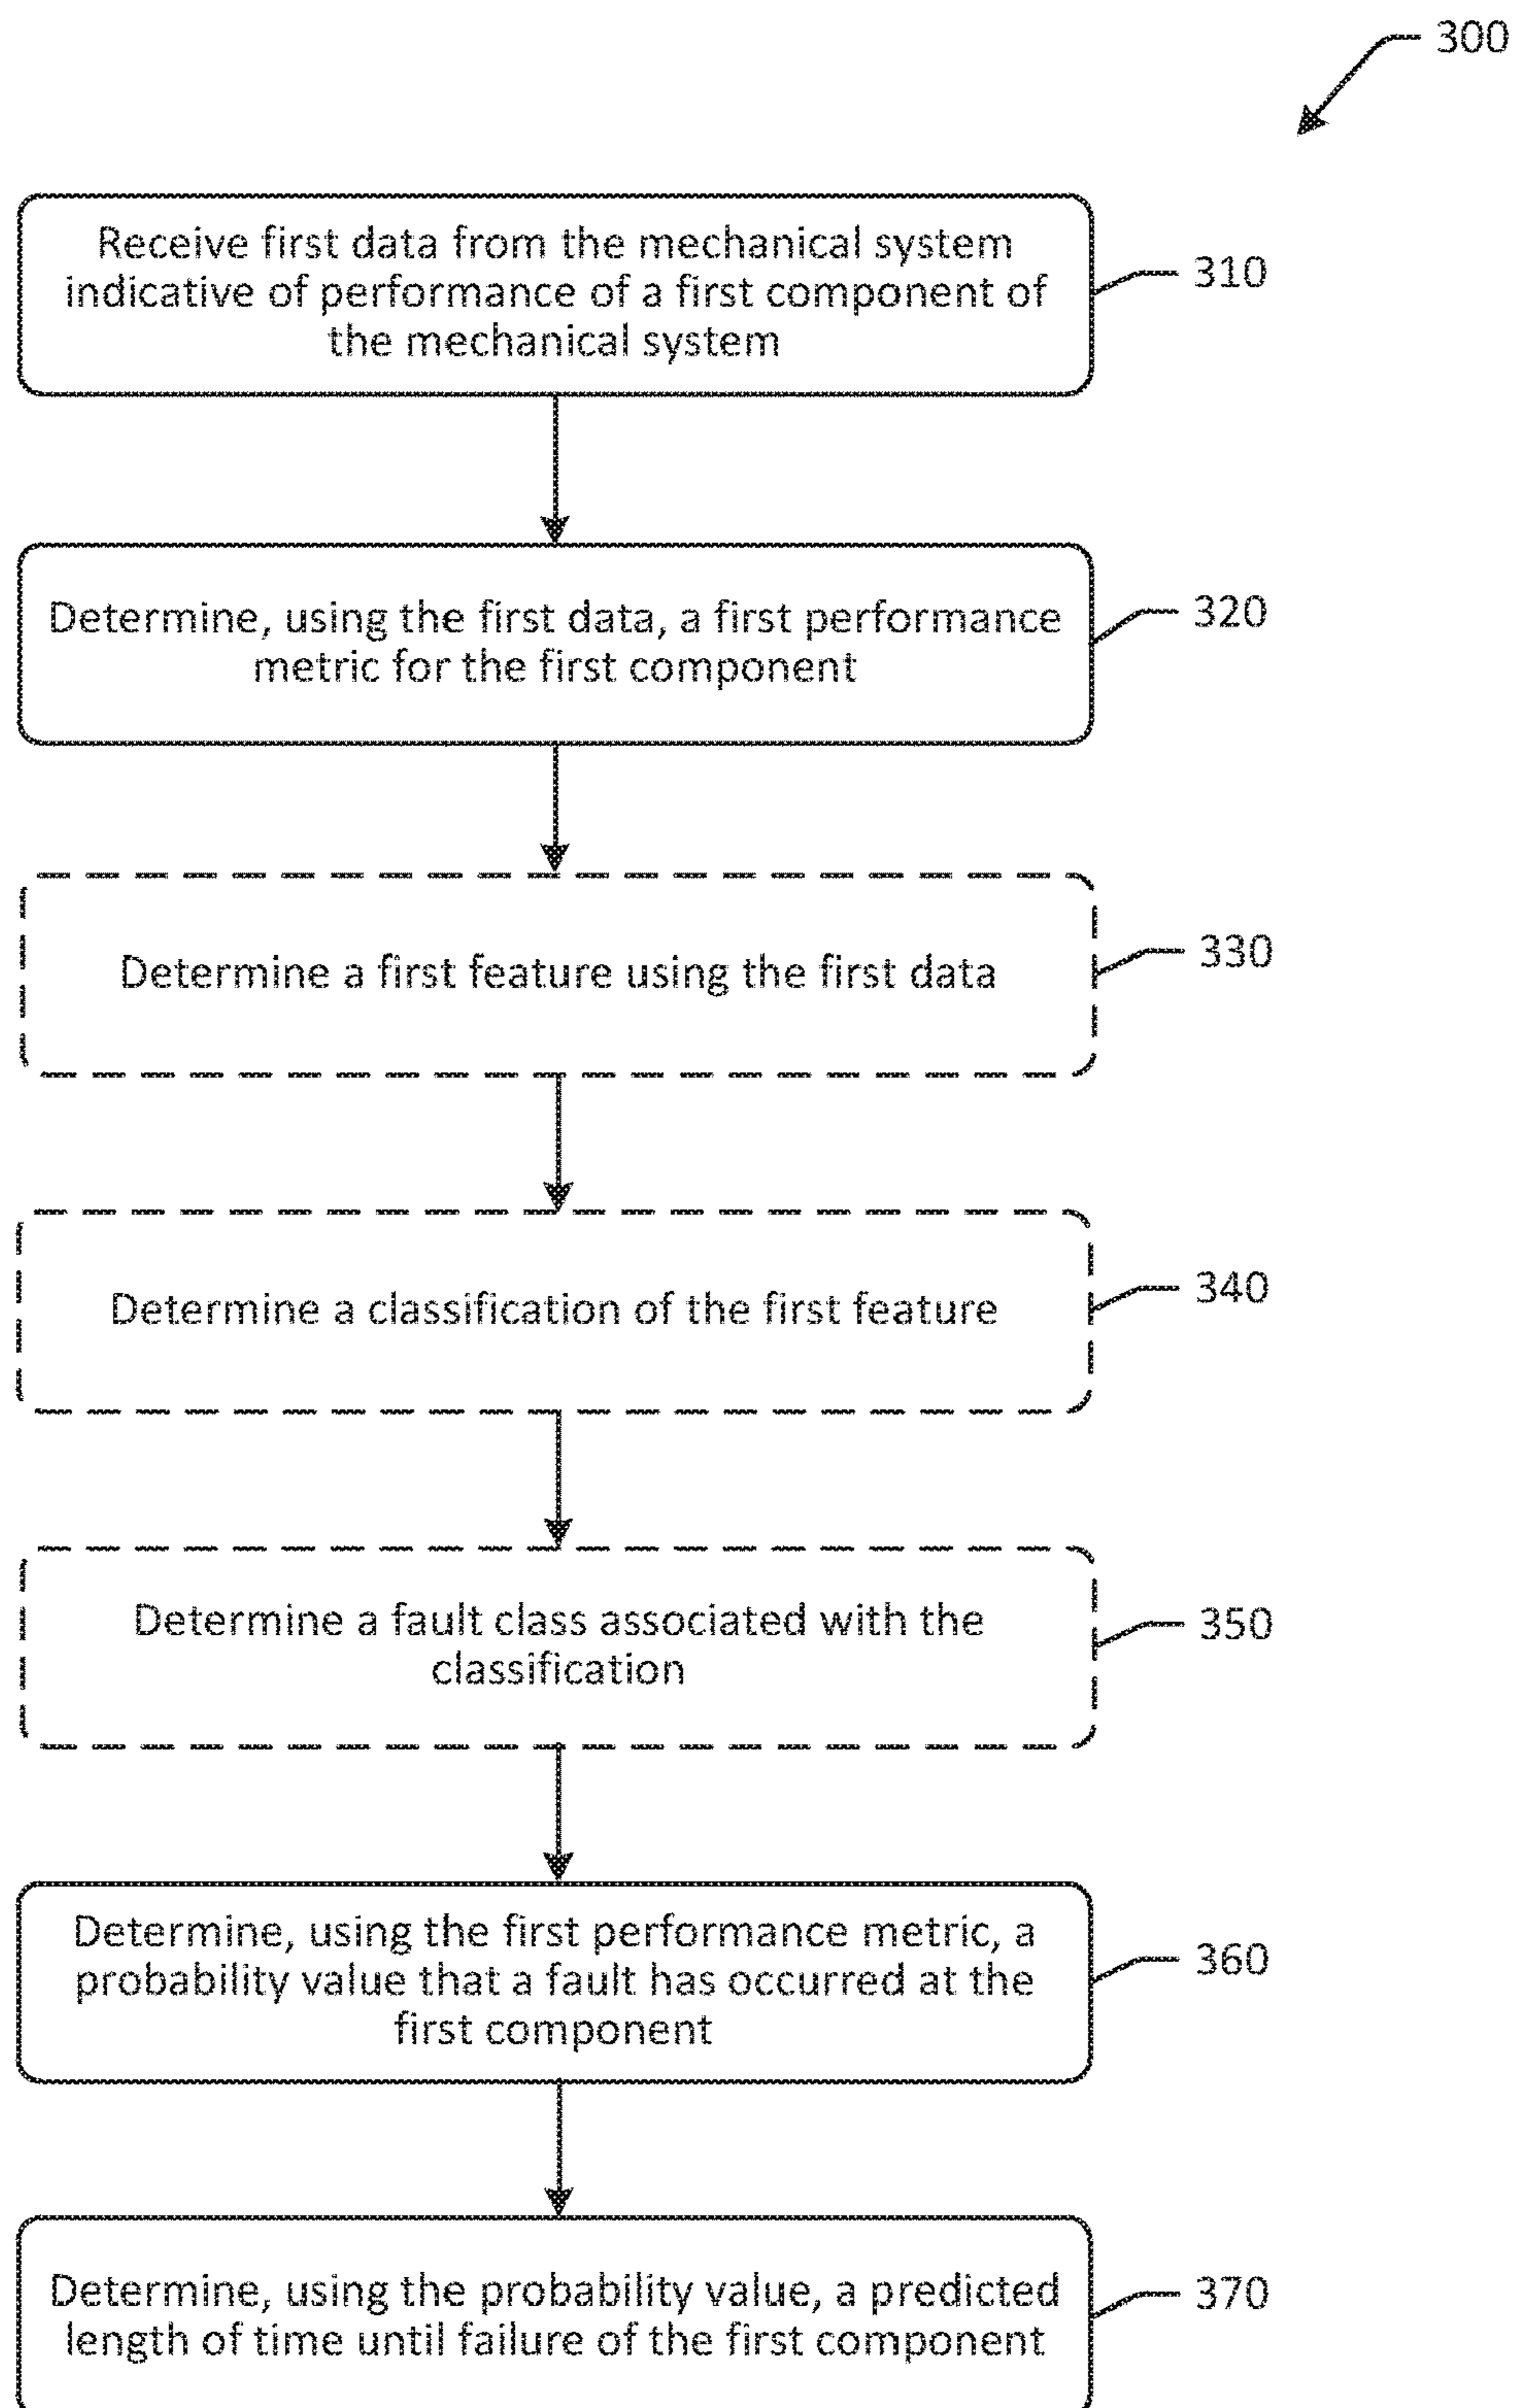 300
Receive first data from the mechanical system
indicative of performance of a first component of
the mechanical system
310
Determine, using the first data, a first performance
metric for the first component
320
Determine a first feature using the first data
330
Determine a classification of the first feature
340
Determine a fault class associated with the
classification
350
Determine, using the first performance metric, a
probability value that a fault has occurred at the
first component
360
Determine, using the probability value, a predicted
length of time until failure of the first component
370